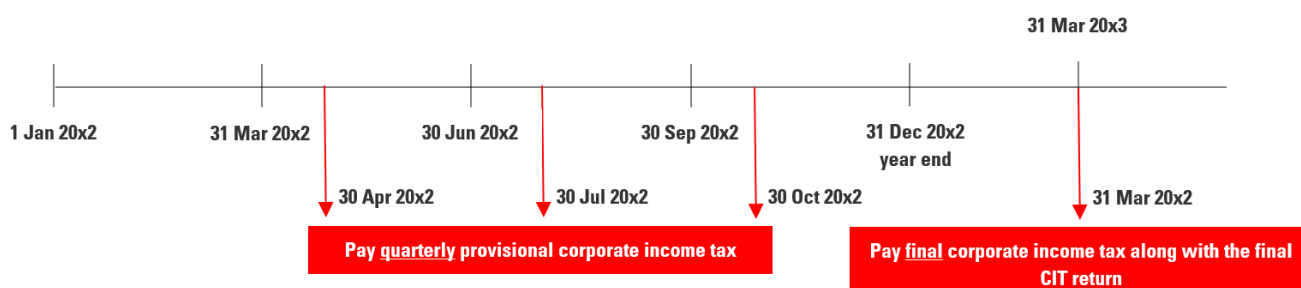 31 Mar 20x3
1 Jan 20x2
31 Mar 20x2
30 Jun 20x2
30 Sep 20x2
31 Dec 20x2
year end
30 Apr 20x2
30 Jul 20x2
30 Oct 20x2
31 Mar 20x2
Pay quarterly provisional corporate income tax
Pay final corporate income tax along with the final
CIT return